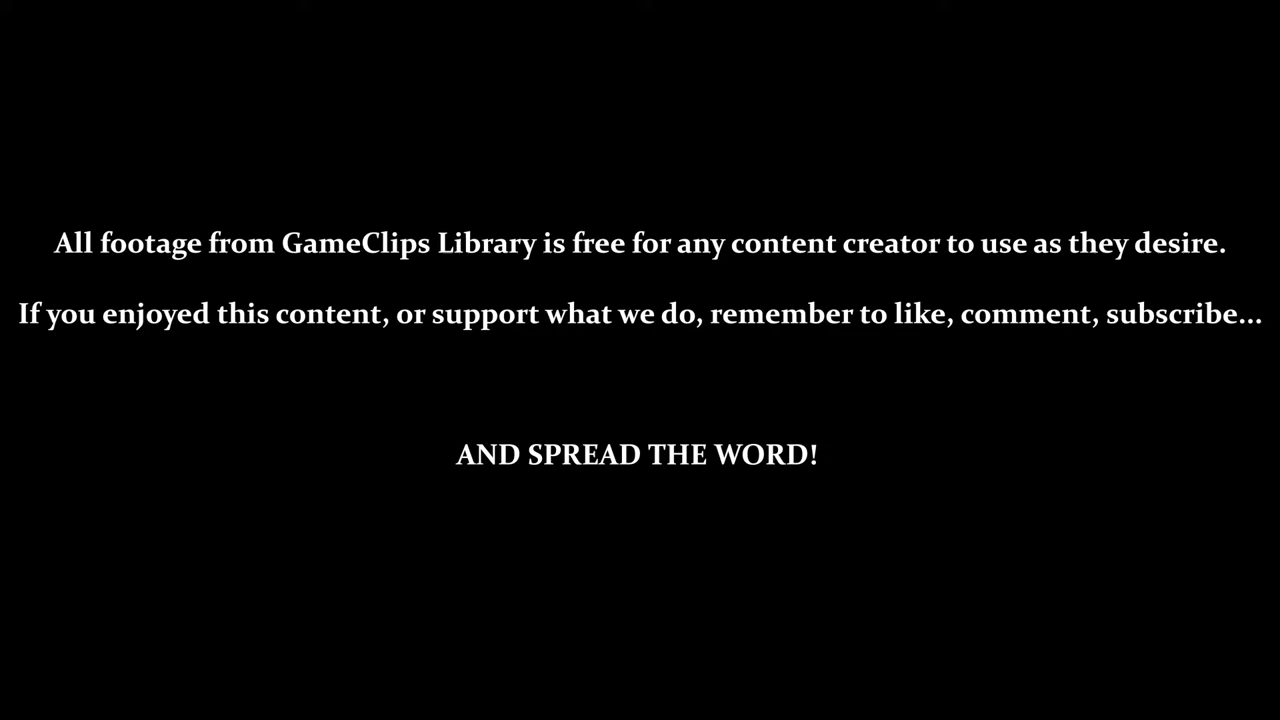 All footage from GameClips Library is free for any content creator to use as they desire.
If you enjoyed this content, or support what we do, remember to like, comment, subscribe...
AND SPREAD THE WORD!